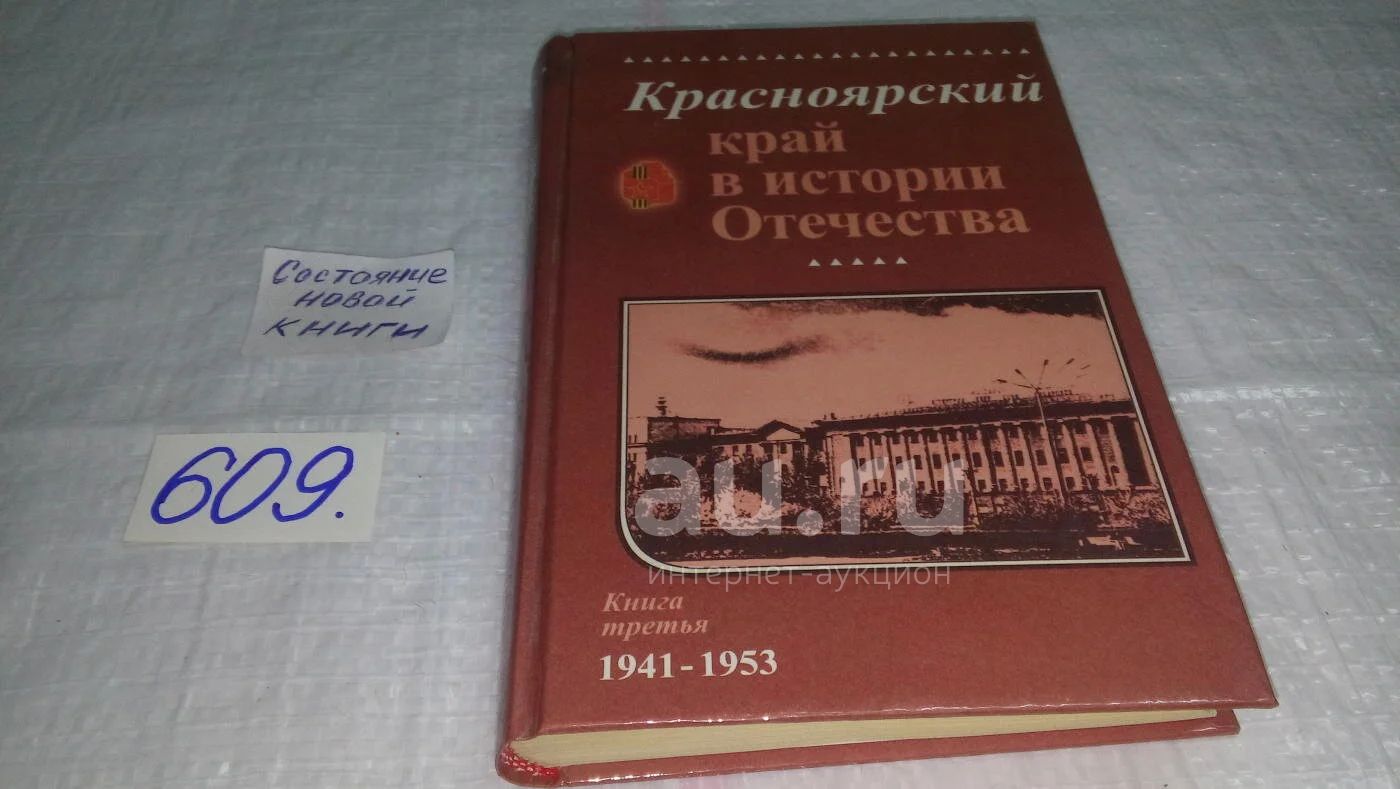 Красноярский
край
в истории
Отечества
Состояние
новой
книги
609.
au.ru
интернет-аукцион
Книга
третья
1941-1953